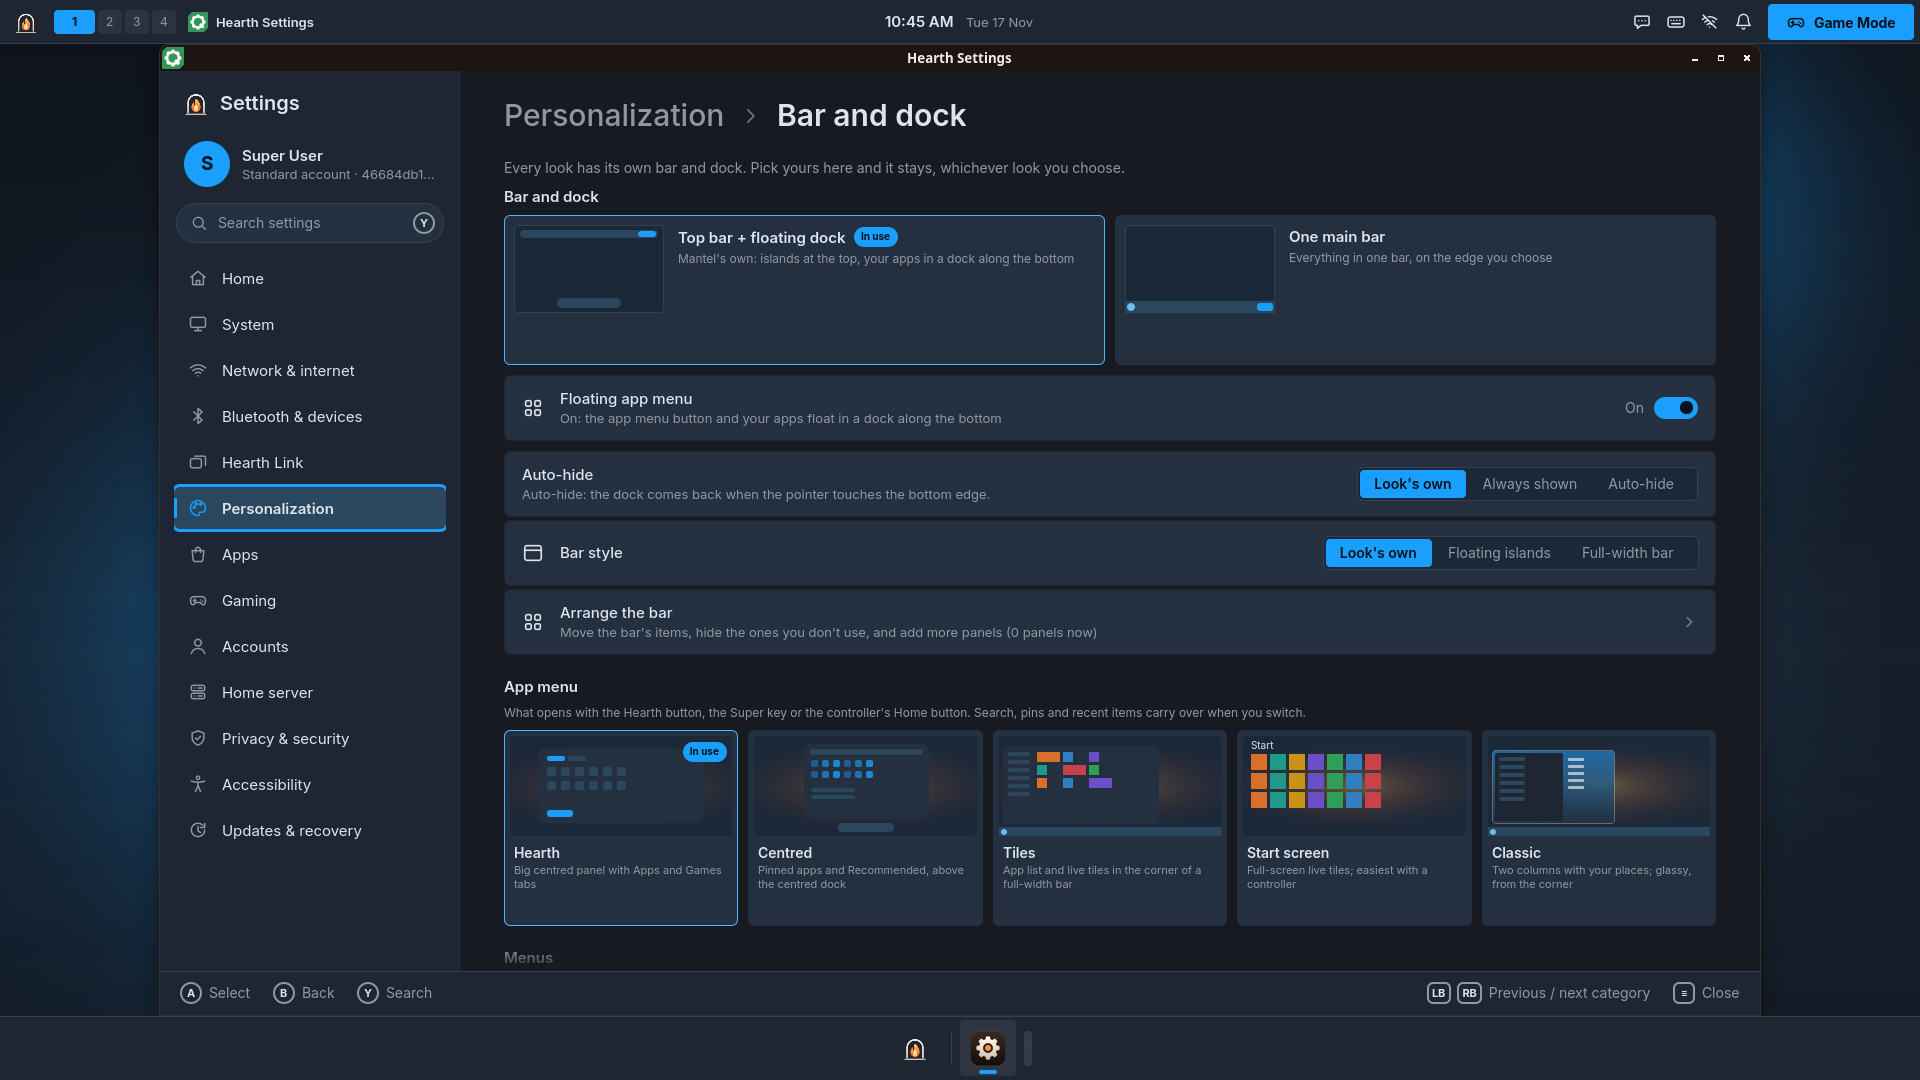 1 2 3 4 Hearth Settings 10:45 AM Tue 17 Nov Game Mode
Hearth Settings
Settings
S
Super User
Standard account · 46684db1...
Search settings Y
Home
System
Network & internet
Bluetooth & devices
Hearth Link
Personalization
Apps
Gaming
Accounts
Home server
Privacy & security
Accessibility
Updates & recovery
Personalization > Bar and dock
Every look has its own bar and dock. Pick yours here and it stays, whichever look you choose.
Bar and dock
Top bar + floating dock In use
Mantel's own: islands at the top, your apps in a dock along the bottom
One main bar
Everything in one bar, on the edge you choose
Floating app menu
On: the app menu button and your apps float in a dock along the bottom
On
Auto-hide
Auto-hide: the dock comes back when the pointer touches the bottom edge.
Look's own Always shown Auto-hide
Bar style
Look's own Floating islands Full-width bar
Arrange the bar
Move the bar's items, hide the ones you don't use, and add more panels (0 panels now)
App menu
What opens with the Hearth button, the Super key or the controller's Home button. Search, pins and recent items carry over when you switch.
In use
Hearth
Big centred panel with Apps and Games
tabs
Centred
Pinned apps and Recommended, above
the centred dock
Tiles
App list and live tiles in the corner of a
full-width bar
Start
Start screen
Full-screen live tiles; easiest with a
controller
Classic
Two columns with your places; glassy,
from the corner
Menus
A Select B Back Y Search
LB RB Previous / next category ≡ Close